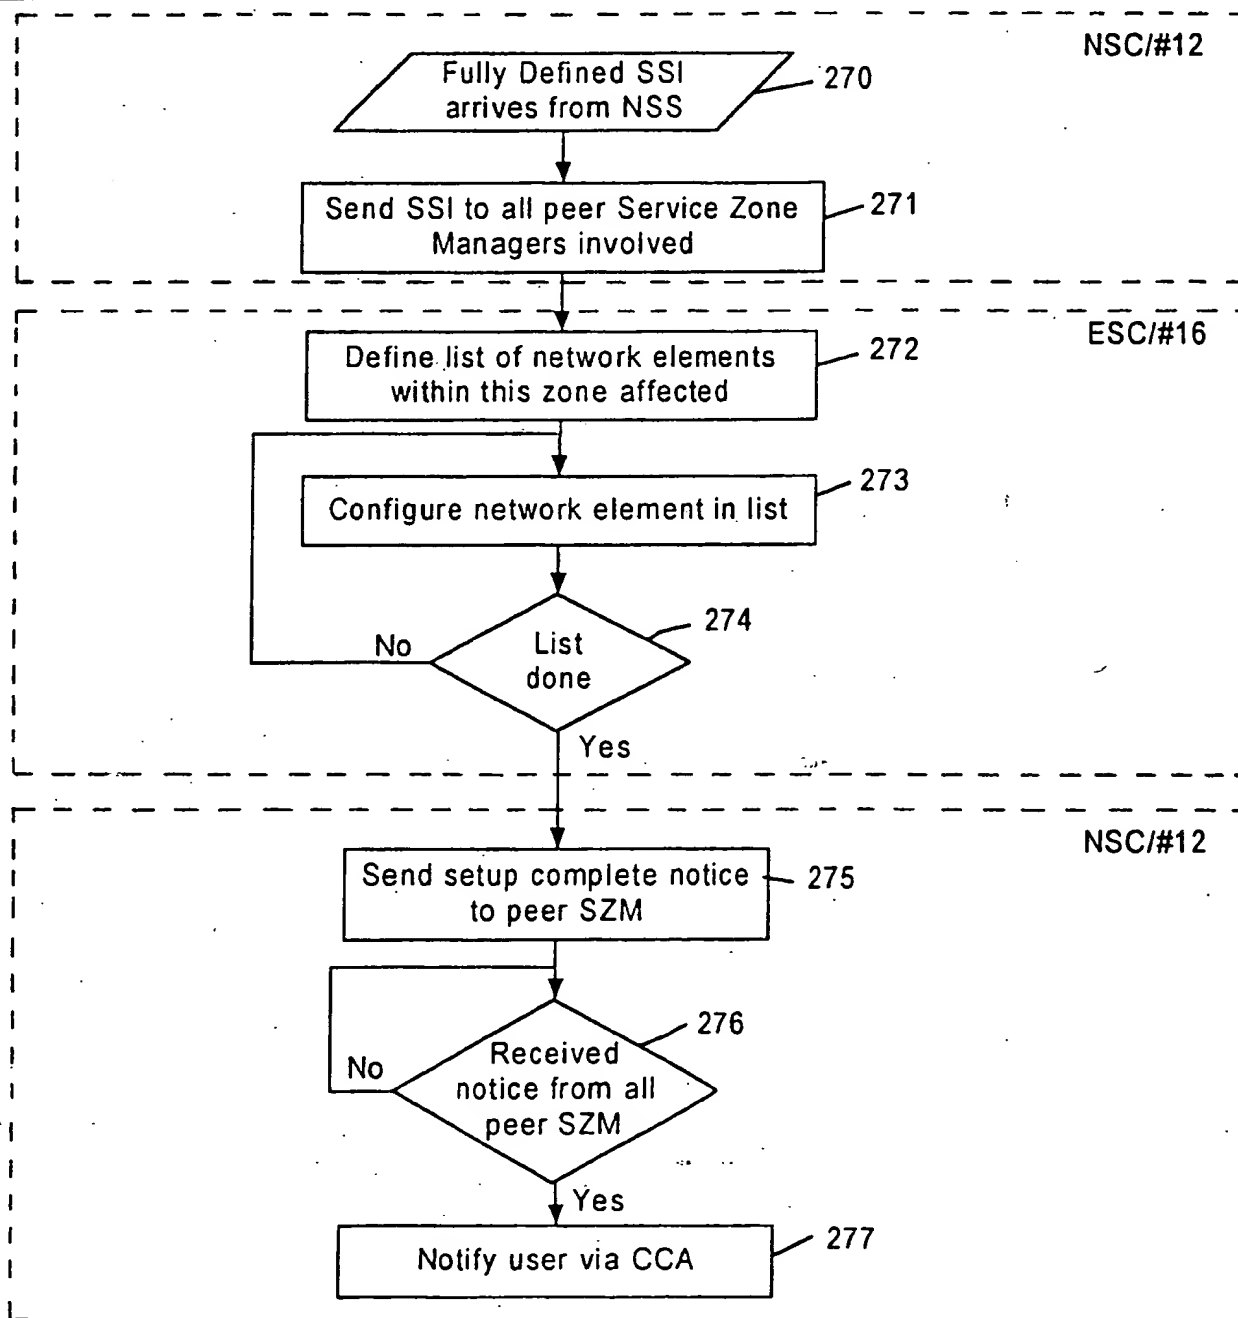 NSC/#12
Fully Defined SSI
arrives from NSS
270
Send SSI to all peer Service Zone
Managers involved
271
ESC/#16
Define list of network elements
within this zone affected
272
Configure network element in list
273
List
done
274
No
Yes
NSC/#12
Send setup complete notice
to peer SZM
275
Received
notice from all
peer SZM
276
No
Yes
Notify user via CCA
277